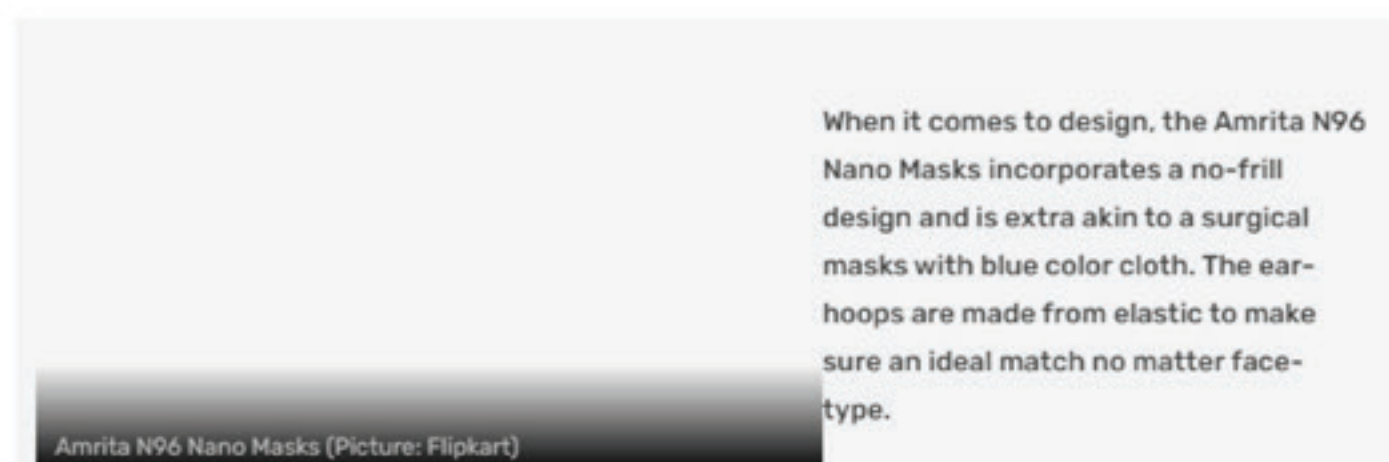 When it comes to design, the Amrita N96
Nano Masks incorporates a no-frill
design and is extra akin to a surgical
masks with blue color cloth. The ear-
hoops are made from elastic to make
sure an ideal match no matter face-
type.
Amrita N96 Nano Masks (Picture: Flipkart)